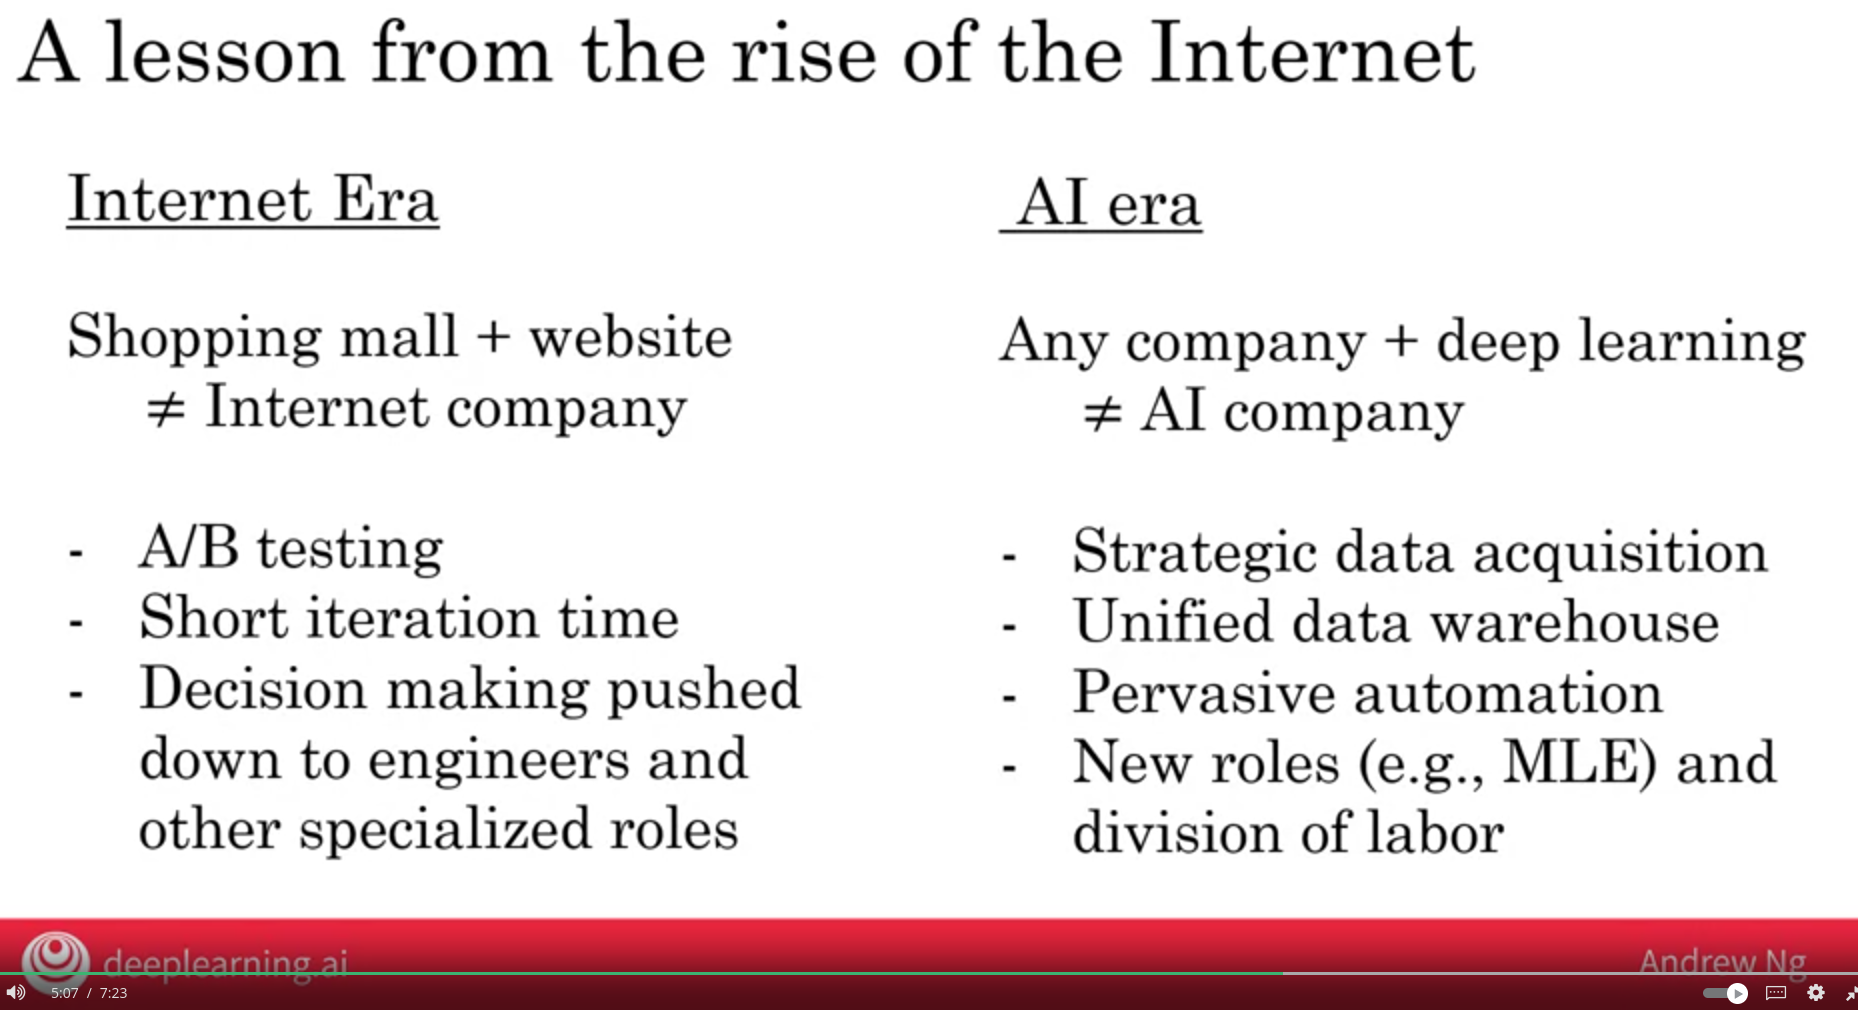 A lesson from the rise of the Internet
Internet Era
Shopping mall + website
≠ Internet company
- A/B testing
- Short iteration time
- Decision making pushed
down to engineers and
other specialized roles
AI era
Any company + deep learning
≠ AI company
- Strategic data acquisition
- Unified data warehouse
- Pervasive automation
- New roles (e.g., MLE) and
division of labor
deeplearning.ai
Andrew Ng
5:07 / 7:23